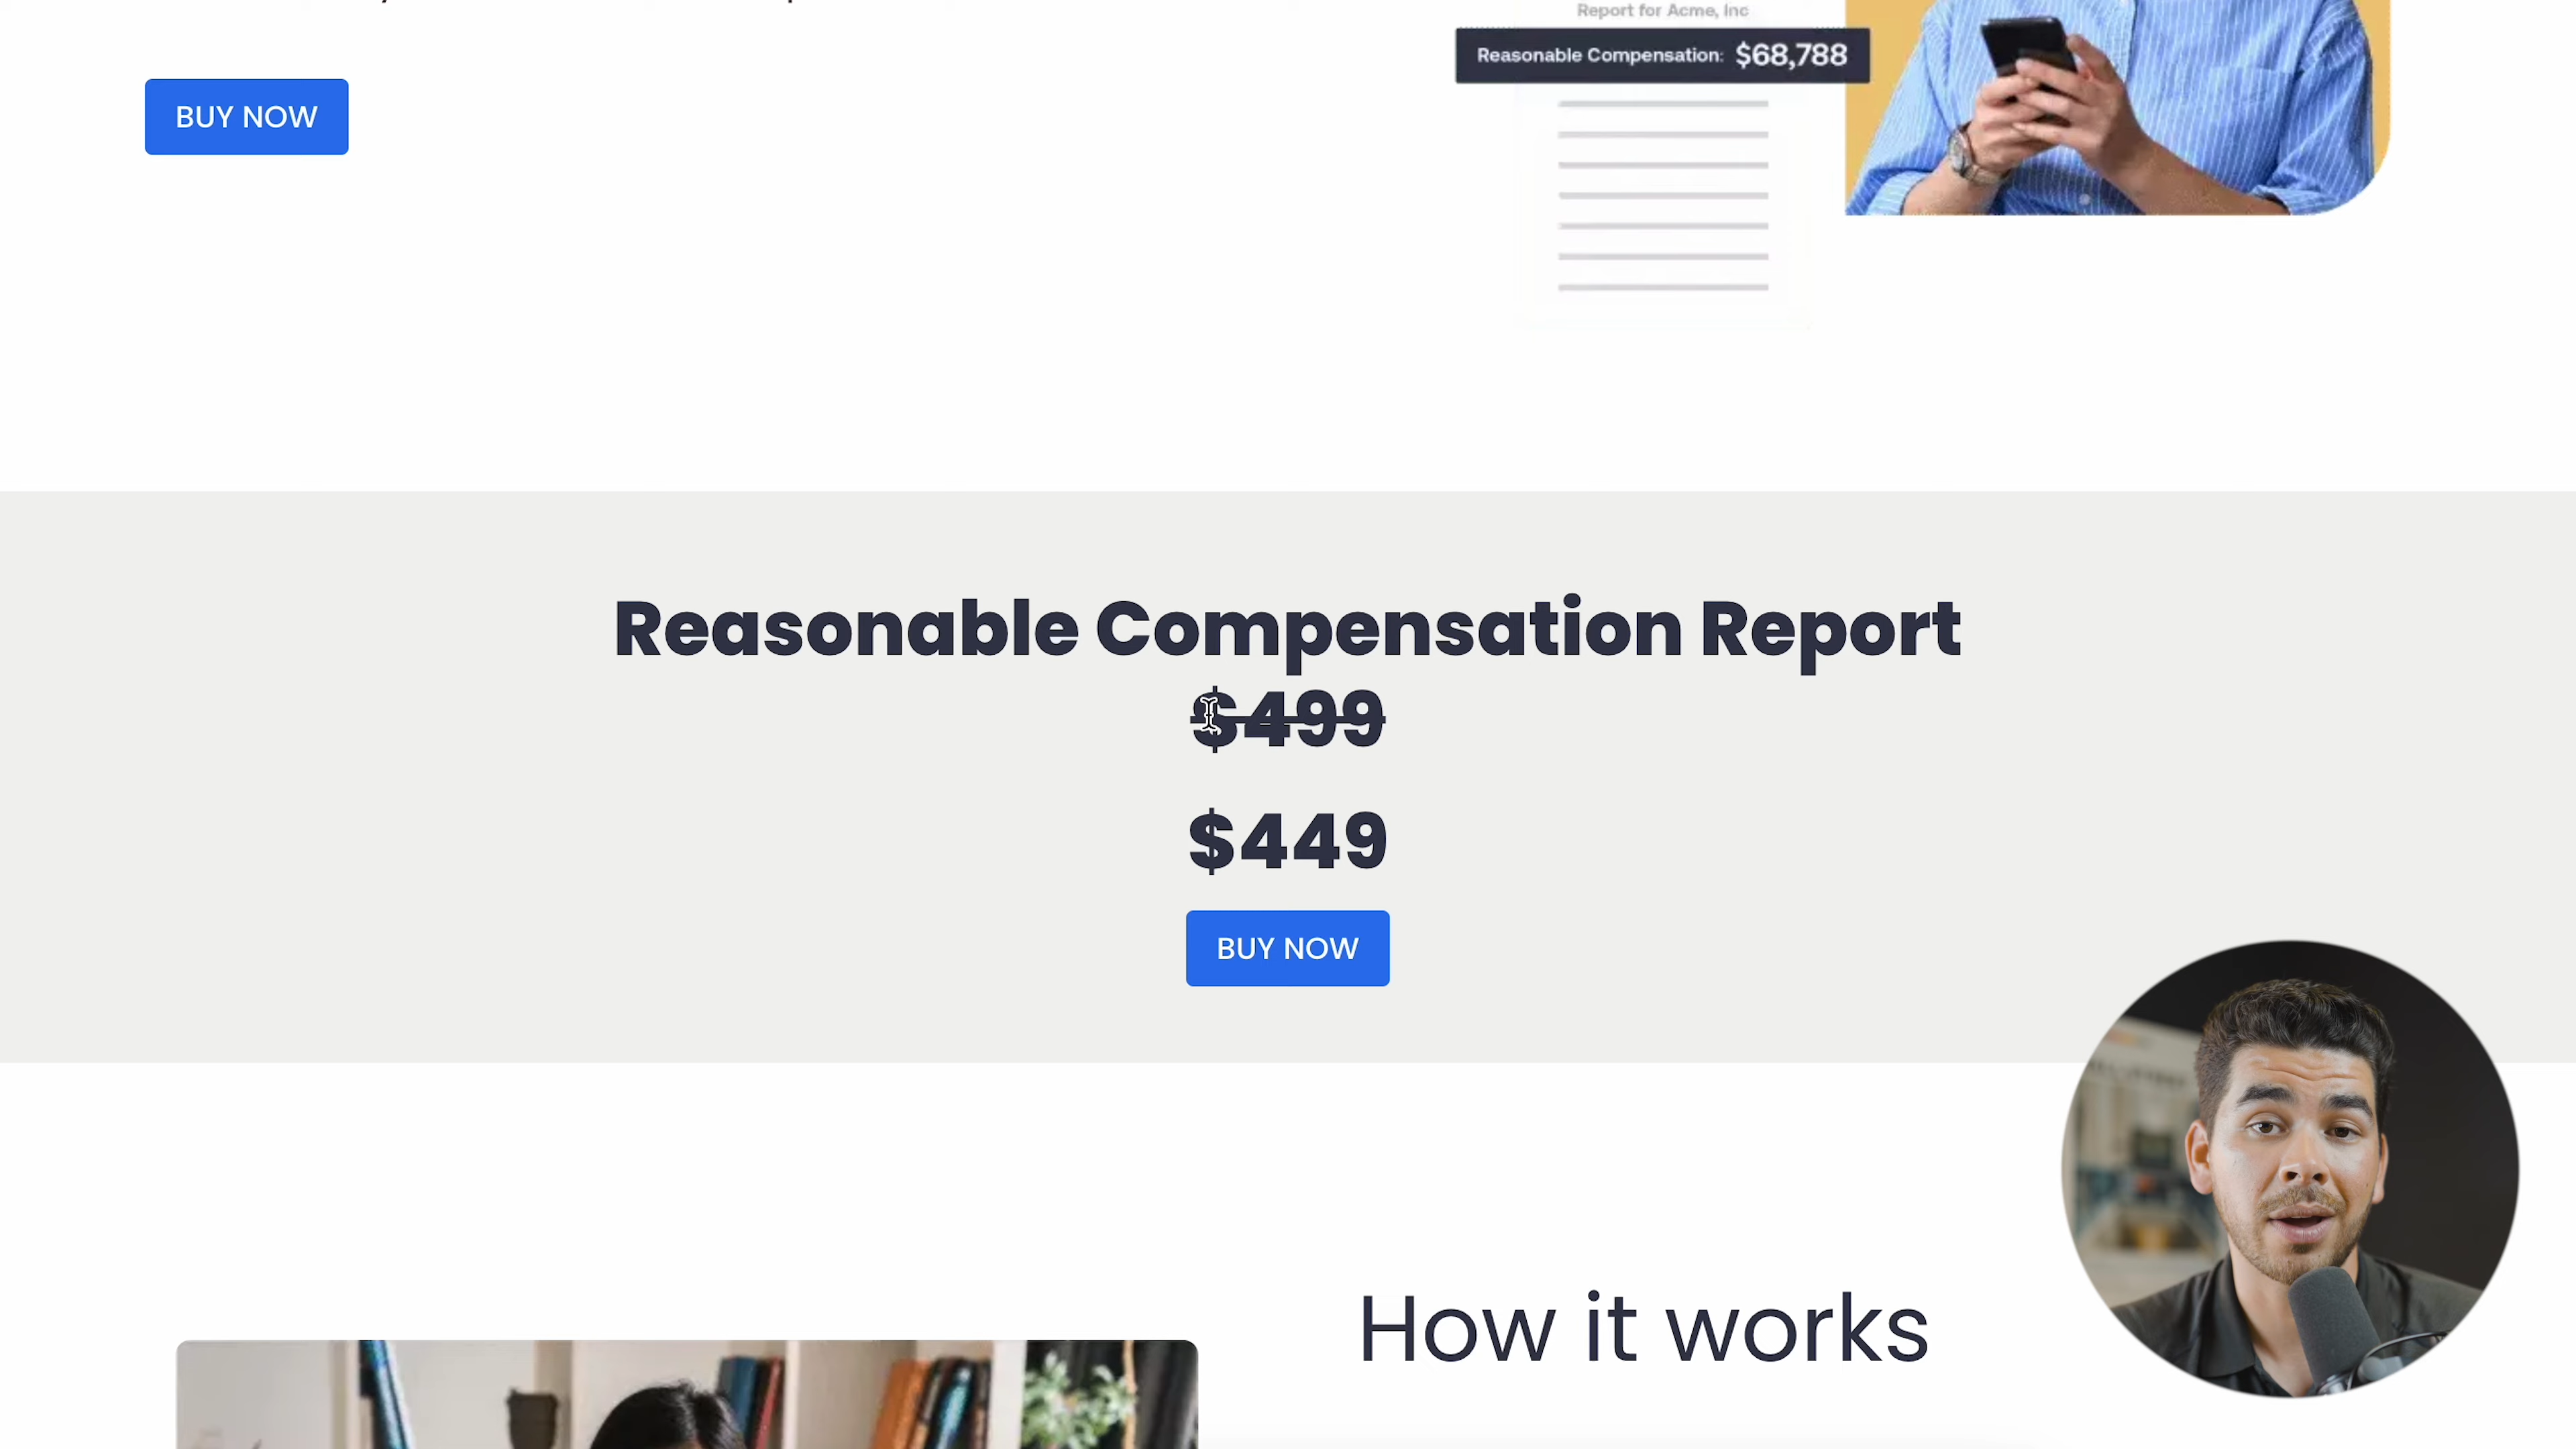 Report for Acme, Inc
Reasonable Compensation: $68,788
BUY NOW
Reasonable Compensation Report
$499
$449
BUY NOW
How it works